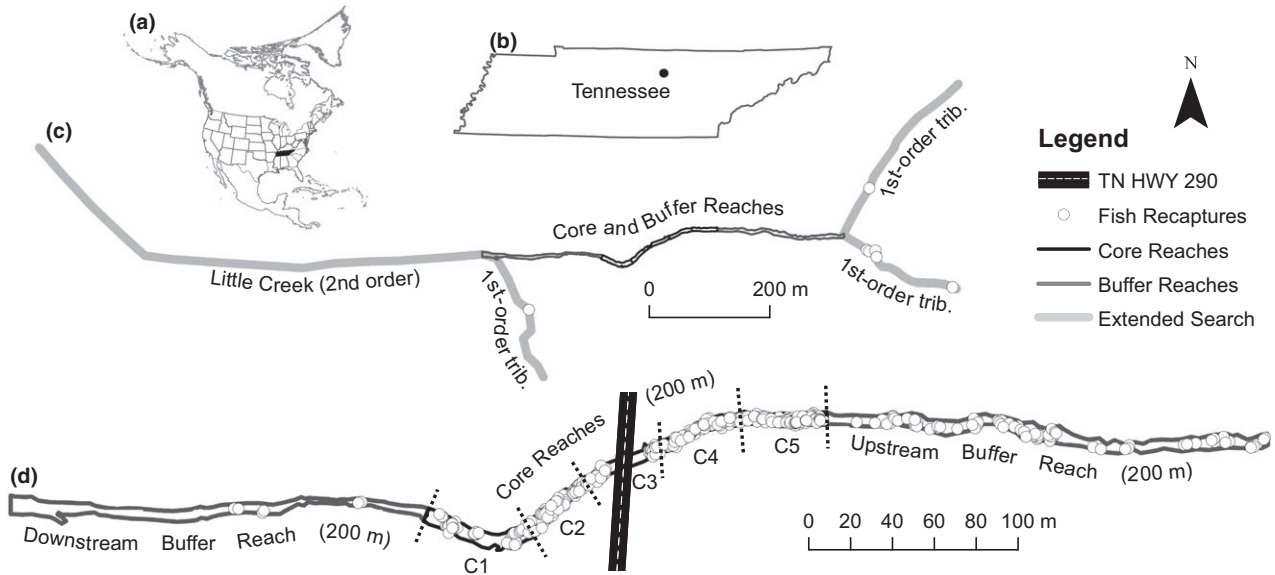 (a)
(b)
Tennessee
(c)
Little Creek (2nd order)
1st-order trib.
Core and Buffer Reaches
0 200 m
1st-order trib.
1st-order trib.
N
Legend
TN HWY 290
Fish Recaptures
Core Reaches
Buffer Reaches
Extended Search
(d)
Downstream Buffer Reach (200 m)
Core Reaches (200 m)
C1
C2
C3
C4
C5
Upstream Buffer Reach (200 m)
0 20 40 60 80 100 m